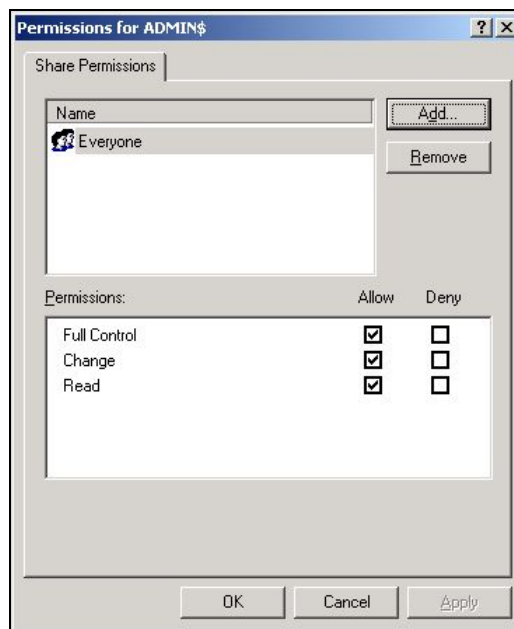 Permissions for ADMIN$
Share Permissions
Name
Add...
Everyone
Remove
Permissions: Allow Deny
Full Control
Change
Read
OK Cancel Apply